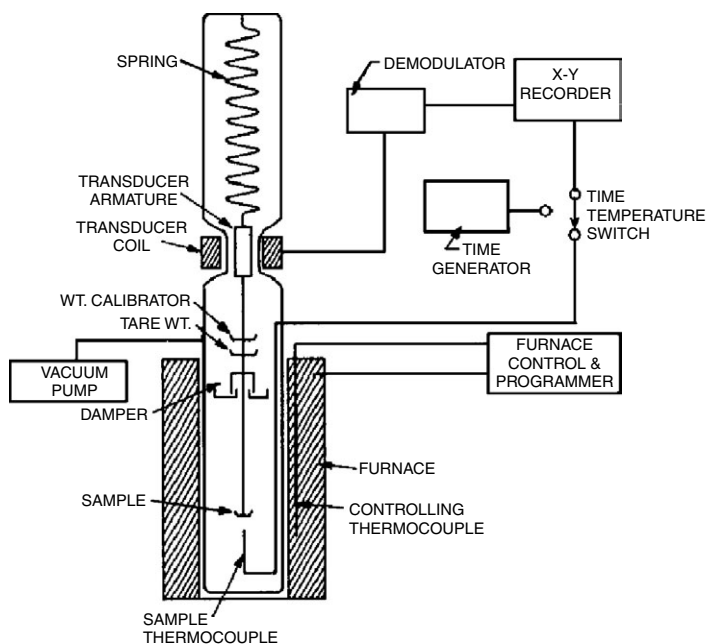 SPRING
DEMODULATOR
X-Y
RECORDER
TRANSDUCER
ARMATURE
TRANSDUCER
COIL
TIME
GENERATOR
TIME
TEMPERATURE
SWITCH
WT. CALIBRATOR
TARE WT.
VACUUM
PUMP
DAMPER
FURNACE
CONTROL &
PROGRAMMER
FURNACE
SAMPLE
CONTROLLING
THERMOCOUPLE
SAMPLE
THERMOCOUPLE